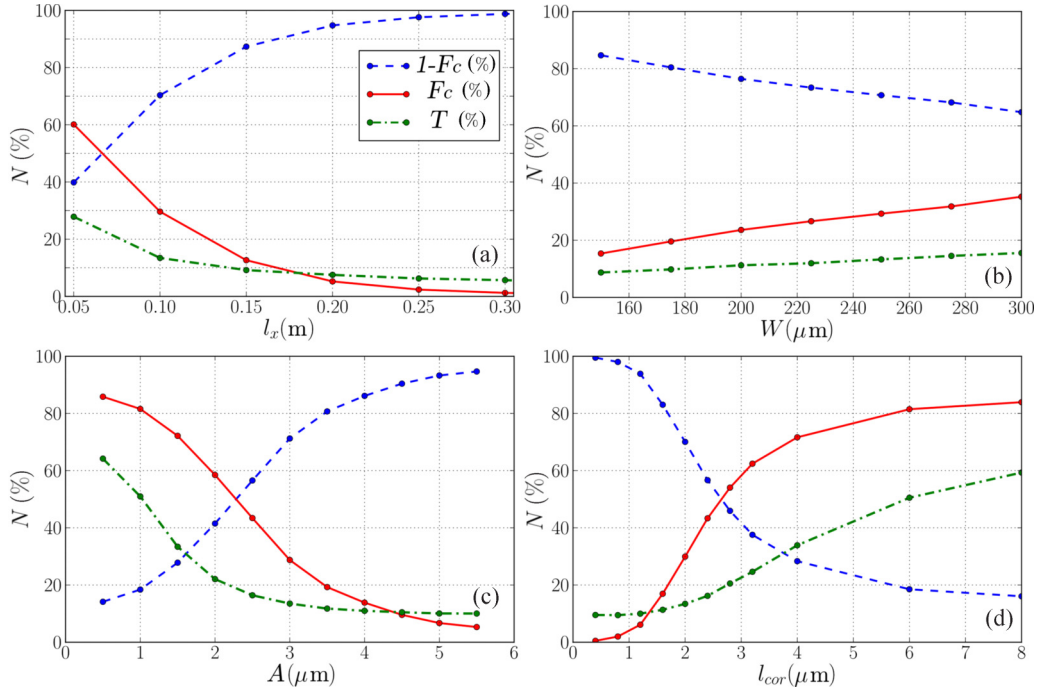 100
80
60
40
20
0
N (%)
1-Fc (%)
Fc (%)
T (%)
(a)
0.05 0.10 0.15 0.20 0.25 0.30
l_x(m)
100
80
60
40
20
0
N (%)
(b)
160 180 200 220 240 260 280 300
W(μm)
100
80
60
40
20
0
N (%)
(c)
0 1 2 3 4 5 6
A(μm)
100
80
60
40
20
0
N (%)
(d)
0 1 2 3 4 5 6 7 8
l_cor(μm)